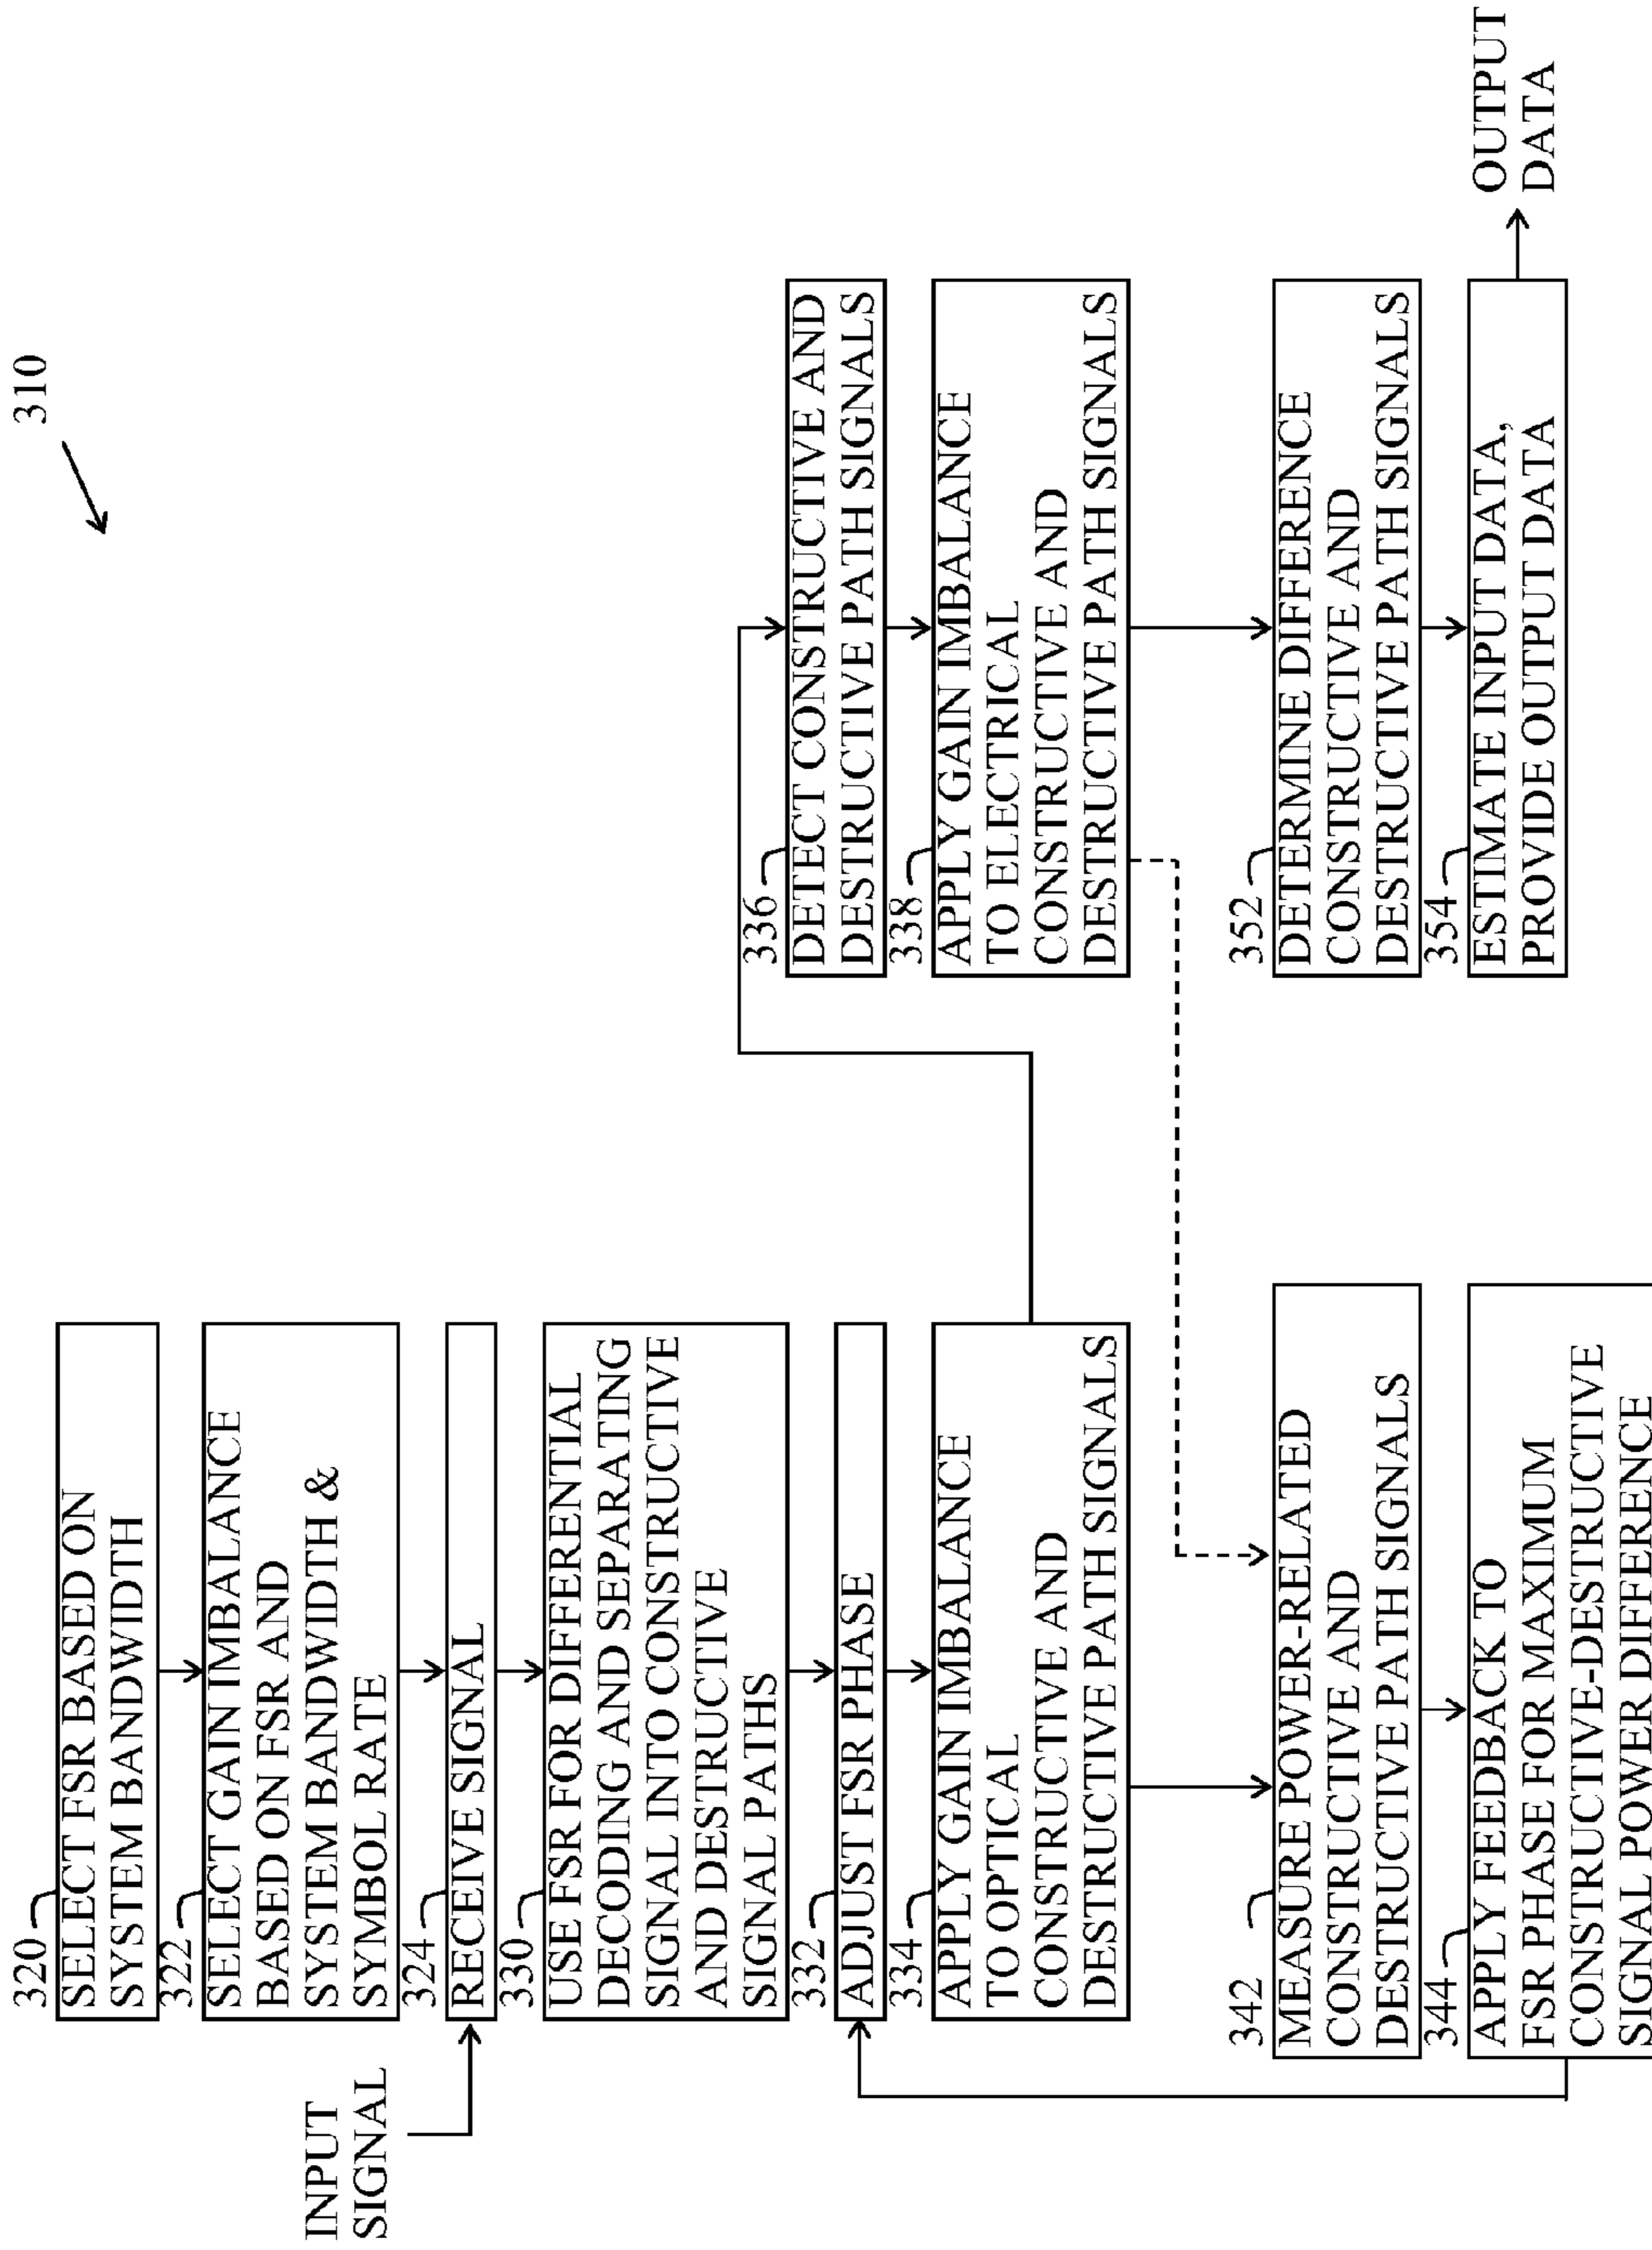 310
320
SELECT FSR BASED ON
SYSTEM BANDWIDTH
322
SELECT GAIN IMBALANCE
BASED ON FSR AND
SYSTEM BANDWIDTH &
SYMBOL RATE
INPUT
SIGNAL
324
RECEIVE SIGNAL
330
USE FSR FOR DIFFERENTIAL
DECODING AND SEPARATING
SIGNAL INTO CONSTRUCTIVE
AND DESTRUCTIVE
SIGNAL PATHS
332
ADJUST FSR PHASE
334
APPLY GAIN IMBALANCE
TO OPTICAL
CONSTRUCTIVE AND
DESTRUCTIVE PATH SIGNALS
342
MEASURE POWER-RELATED
CONSTRUCTIVE AND
DESTRUCTIVE PATH SIGNALS
344
APPLY FEEDBACK TO
FSR PHASE FOR MAXIMUM
CONSTRUCTIVE-DESTRUCTIVE
SIGNAL POWER DIFFERENCE
336
DETECT CONSTRUCTIVE AND
DESTRUCTIVE PATH SIGNALS
338
APPLY GAIN IMBALANCE
TO ELECTRICAL
CONSTRUCTIVE AND
DESTRUCTIVE PATH SIGNALS
352
DETERMINE DIFFERENCE
CONSTRUCTIVE AND
DESTRUCTIVE PATH SIGNALS
354
ESTIMATE INPUT DATA,
PROVIDE OUTPUT DATA
OUTPUT
DATA